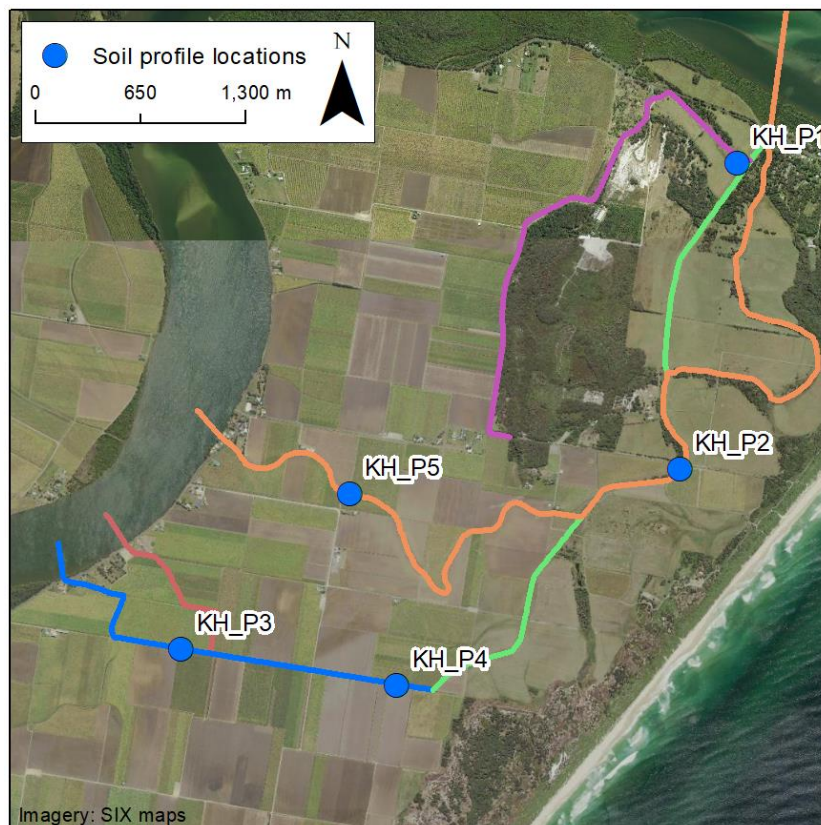 Soil profile locations
N
0 650 1,300 m
KH_P1
KH_P2
KH_P5
KH_P3
KH_P4
Imagery: SIX maps